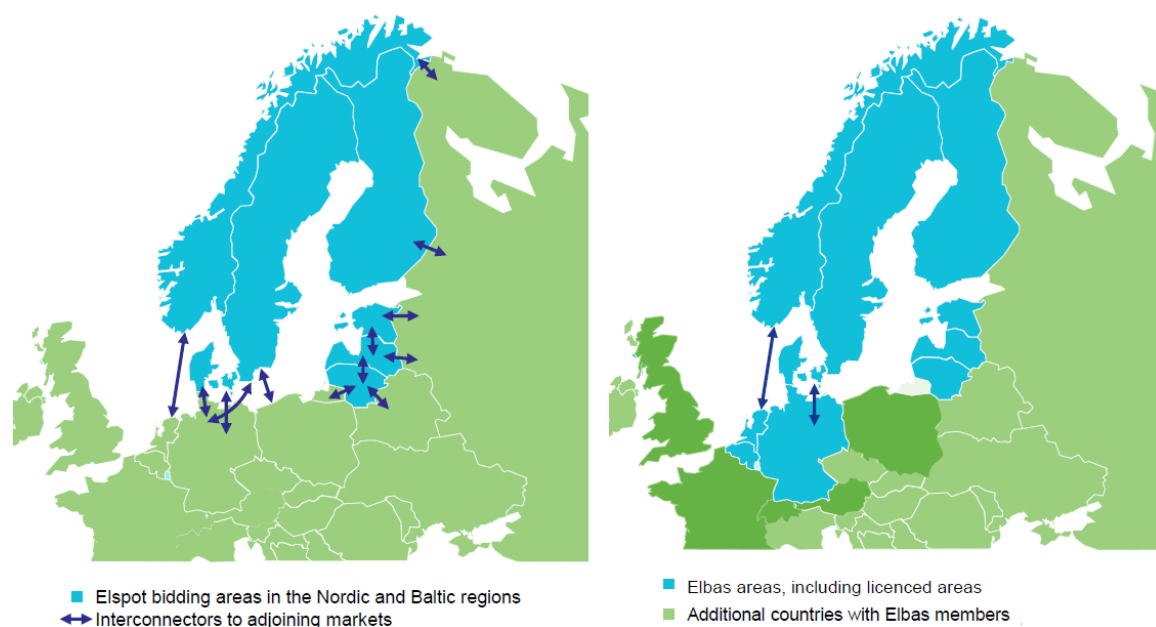 Elspot bidding areas in the Nordic and Baltic regions
Interconnectors to adjoining markets
Elbas areas, including licenced areas
Additional countries with Elbas members